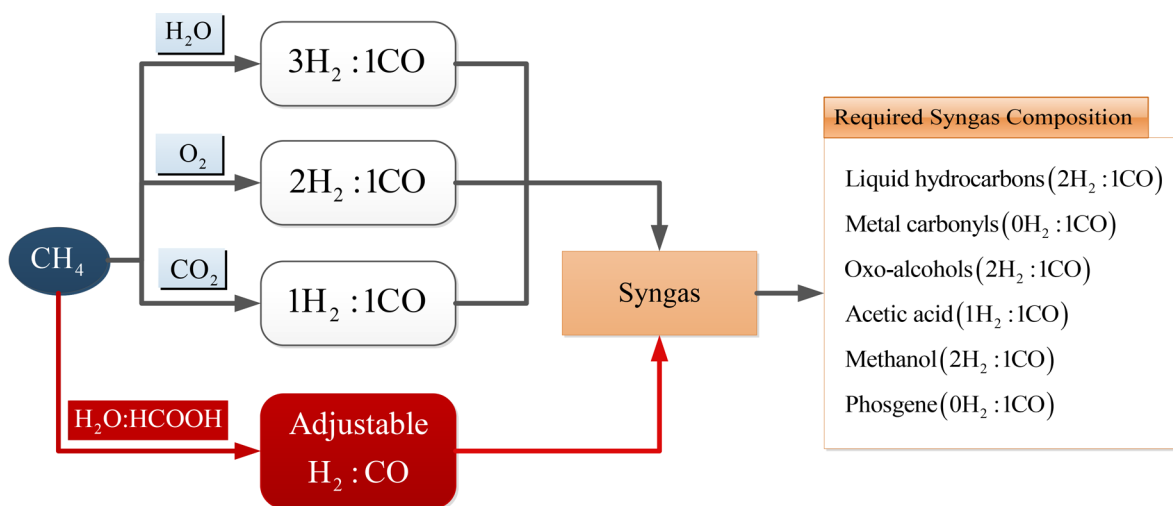 H₂O
3H₂ : 1CO
O₂
2H₂ : 1CO
CH₄
CO₂
1H₂ : 1CO
H₂O:HCOOH
Adjustable
H₂ : CO
Syngas
Required Syngas Composition
Liquid hydrocarbons(2H₂ : 1CO)
Metal carbonyls(0H₂ : 1CO)
Oxo-alcohols(2H₂ : 1CO)
Acetic acid(1H₂ : 1CO)
Methanol(2H₂ : 1CO)
Phosgene(0H₂ : 1CO)